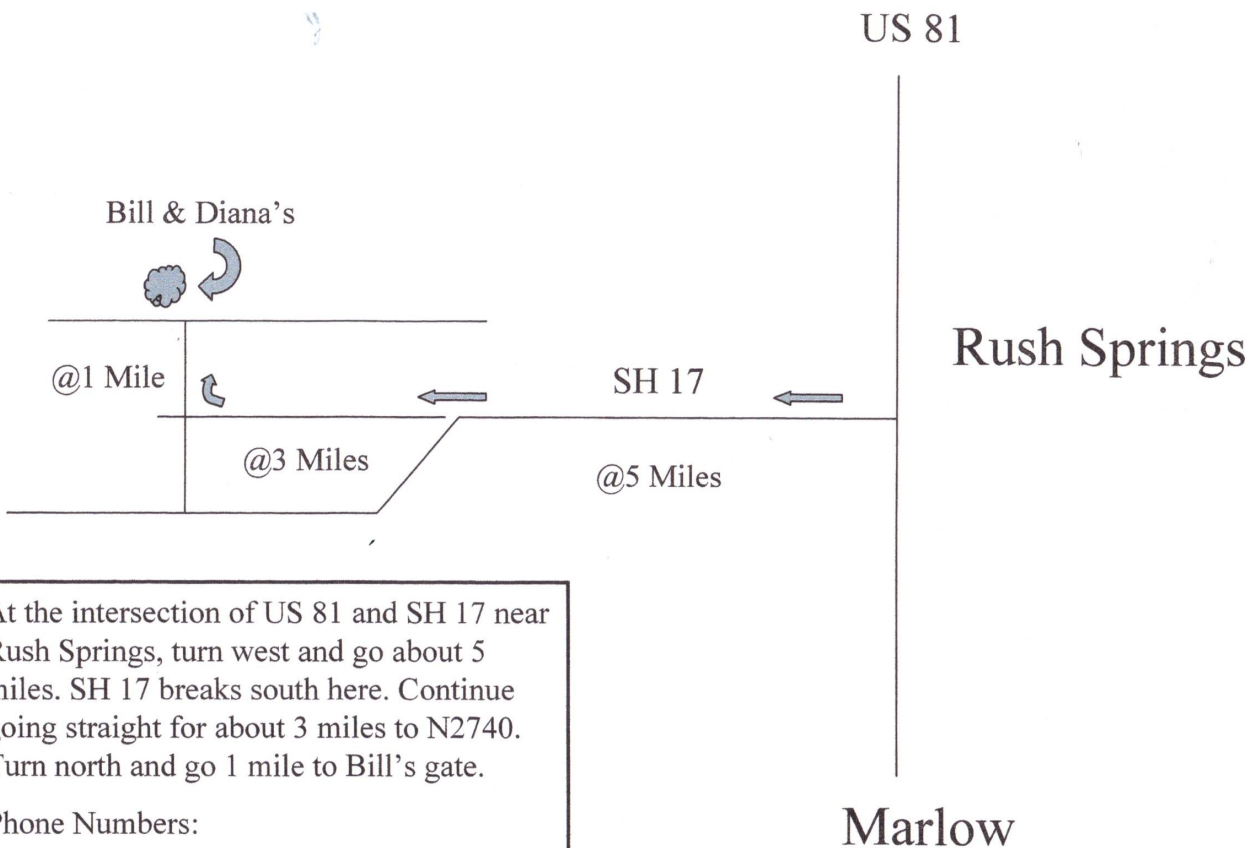 US 81
Bill & Diana's
Rush Springs
@1 Mile
SH 17
@3 Miles
@5 Miles
At the intersection of US 81 and SH 17 near
Rush Springs, turn west and go about 5
miles. SH 17 breaks south here. Continue
going straight for about 3 miles to N2740.
Turn north and go 1 mile to Bill's gate.
Phone Numbers:
Marlow